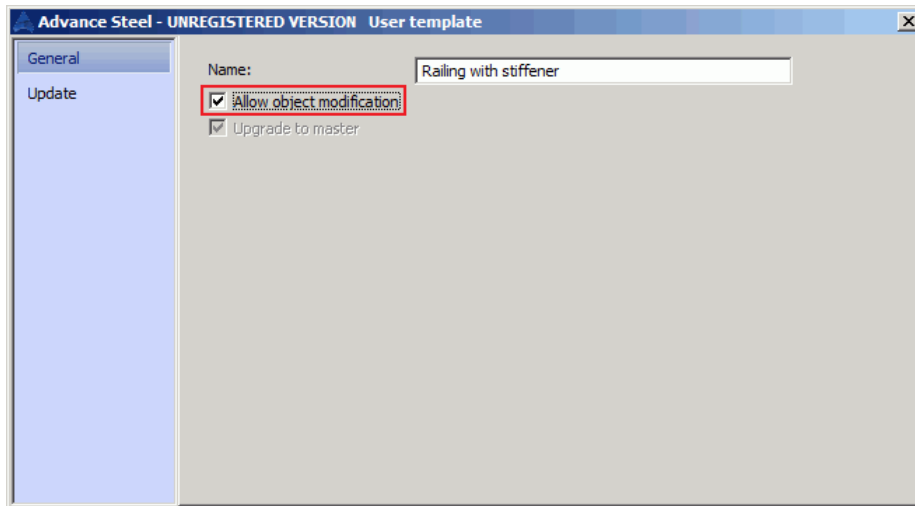 Advance Steel - UNREGISTERED VERSION User template
General
Update
Name:
Railing with stiffener
Allow object modification
Upgrade to master